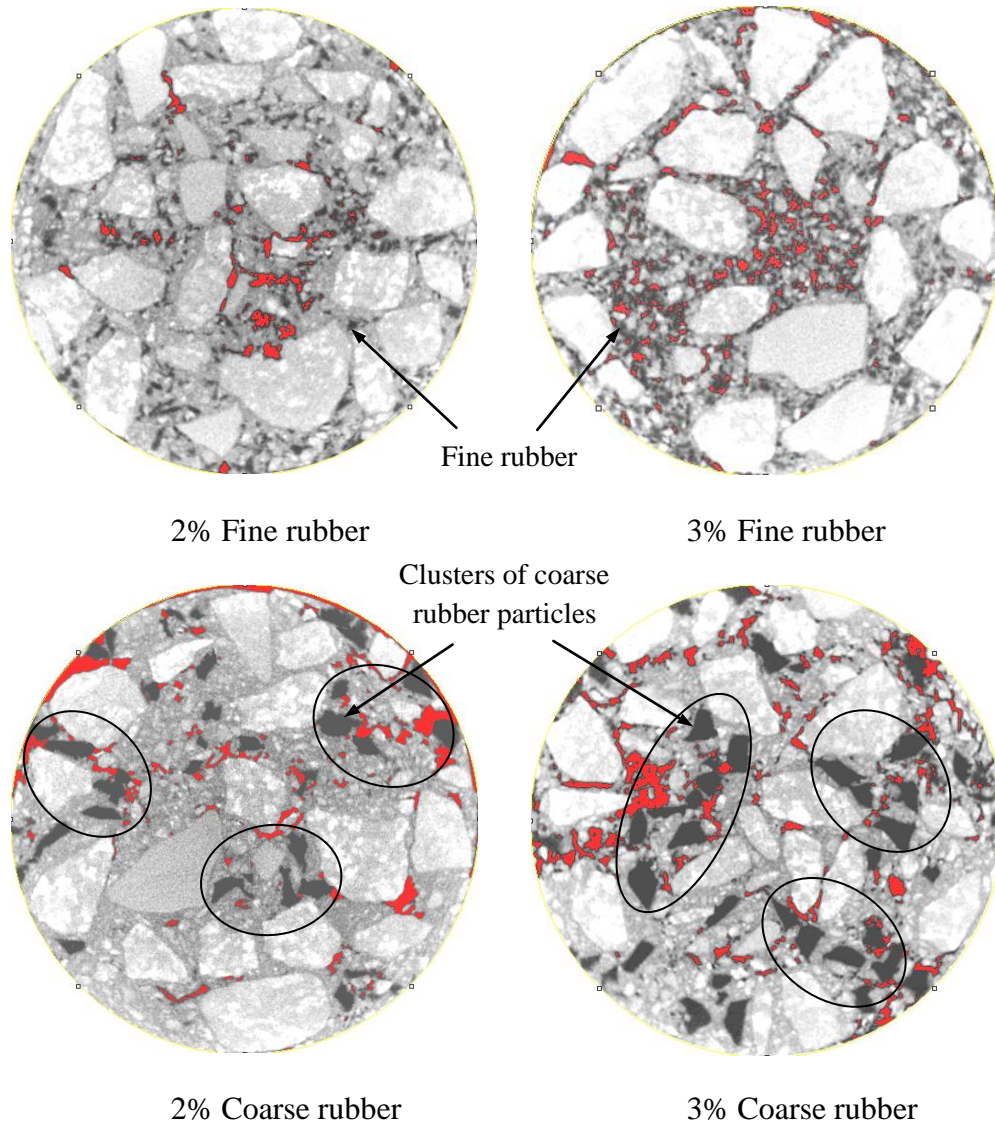 Fine rubber
2% Fine rubber
3% Fine rubber
Clusters of coarse
rubber particles
2% Coarse rubber
3% Coarse rubber